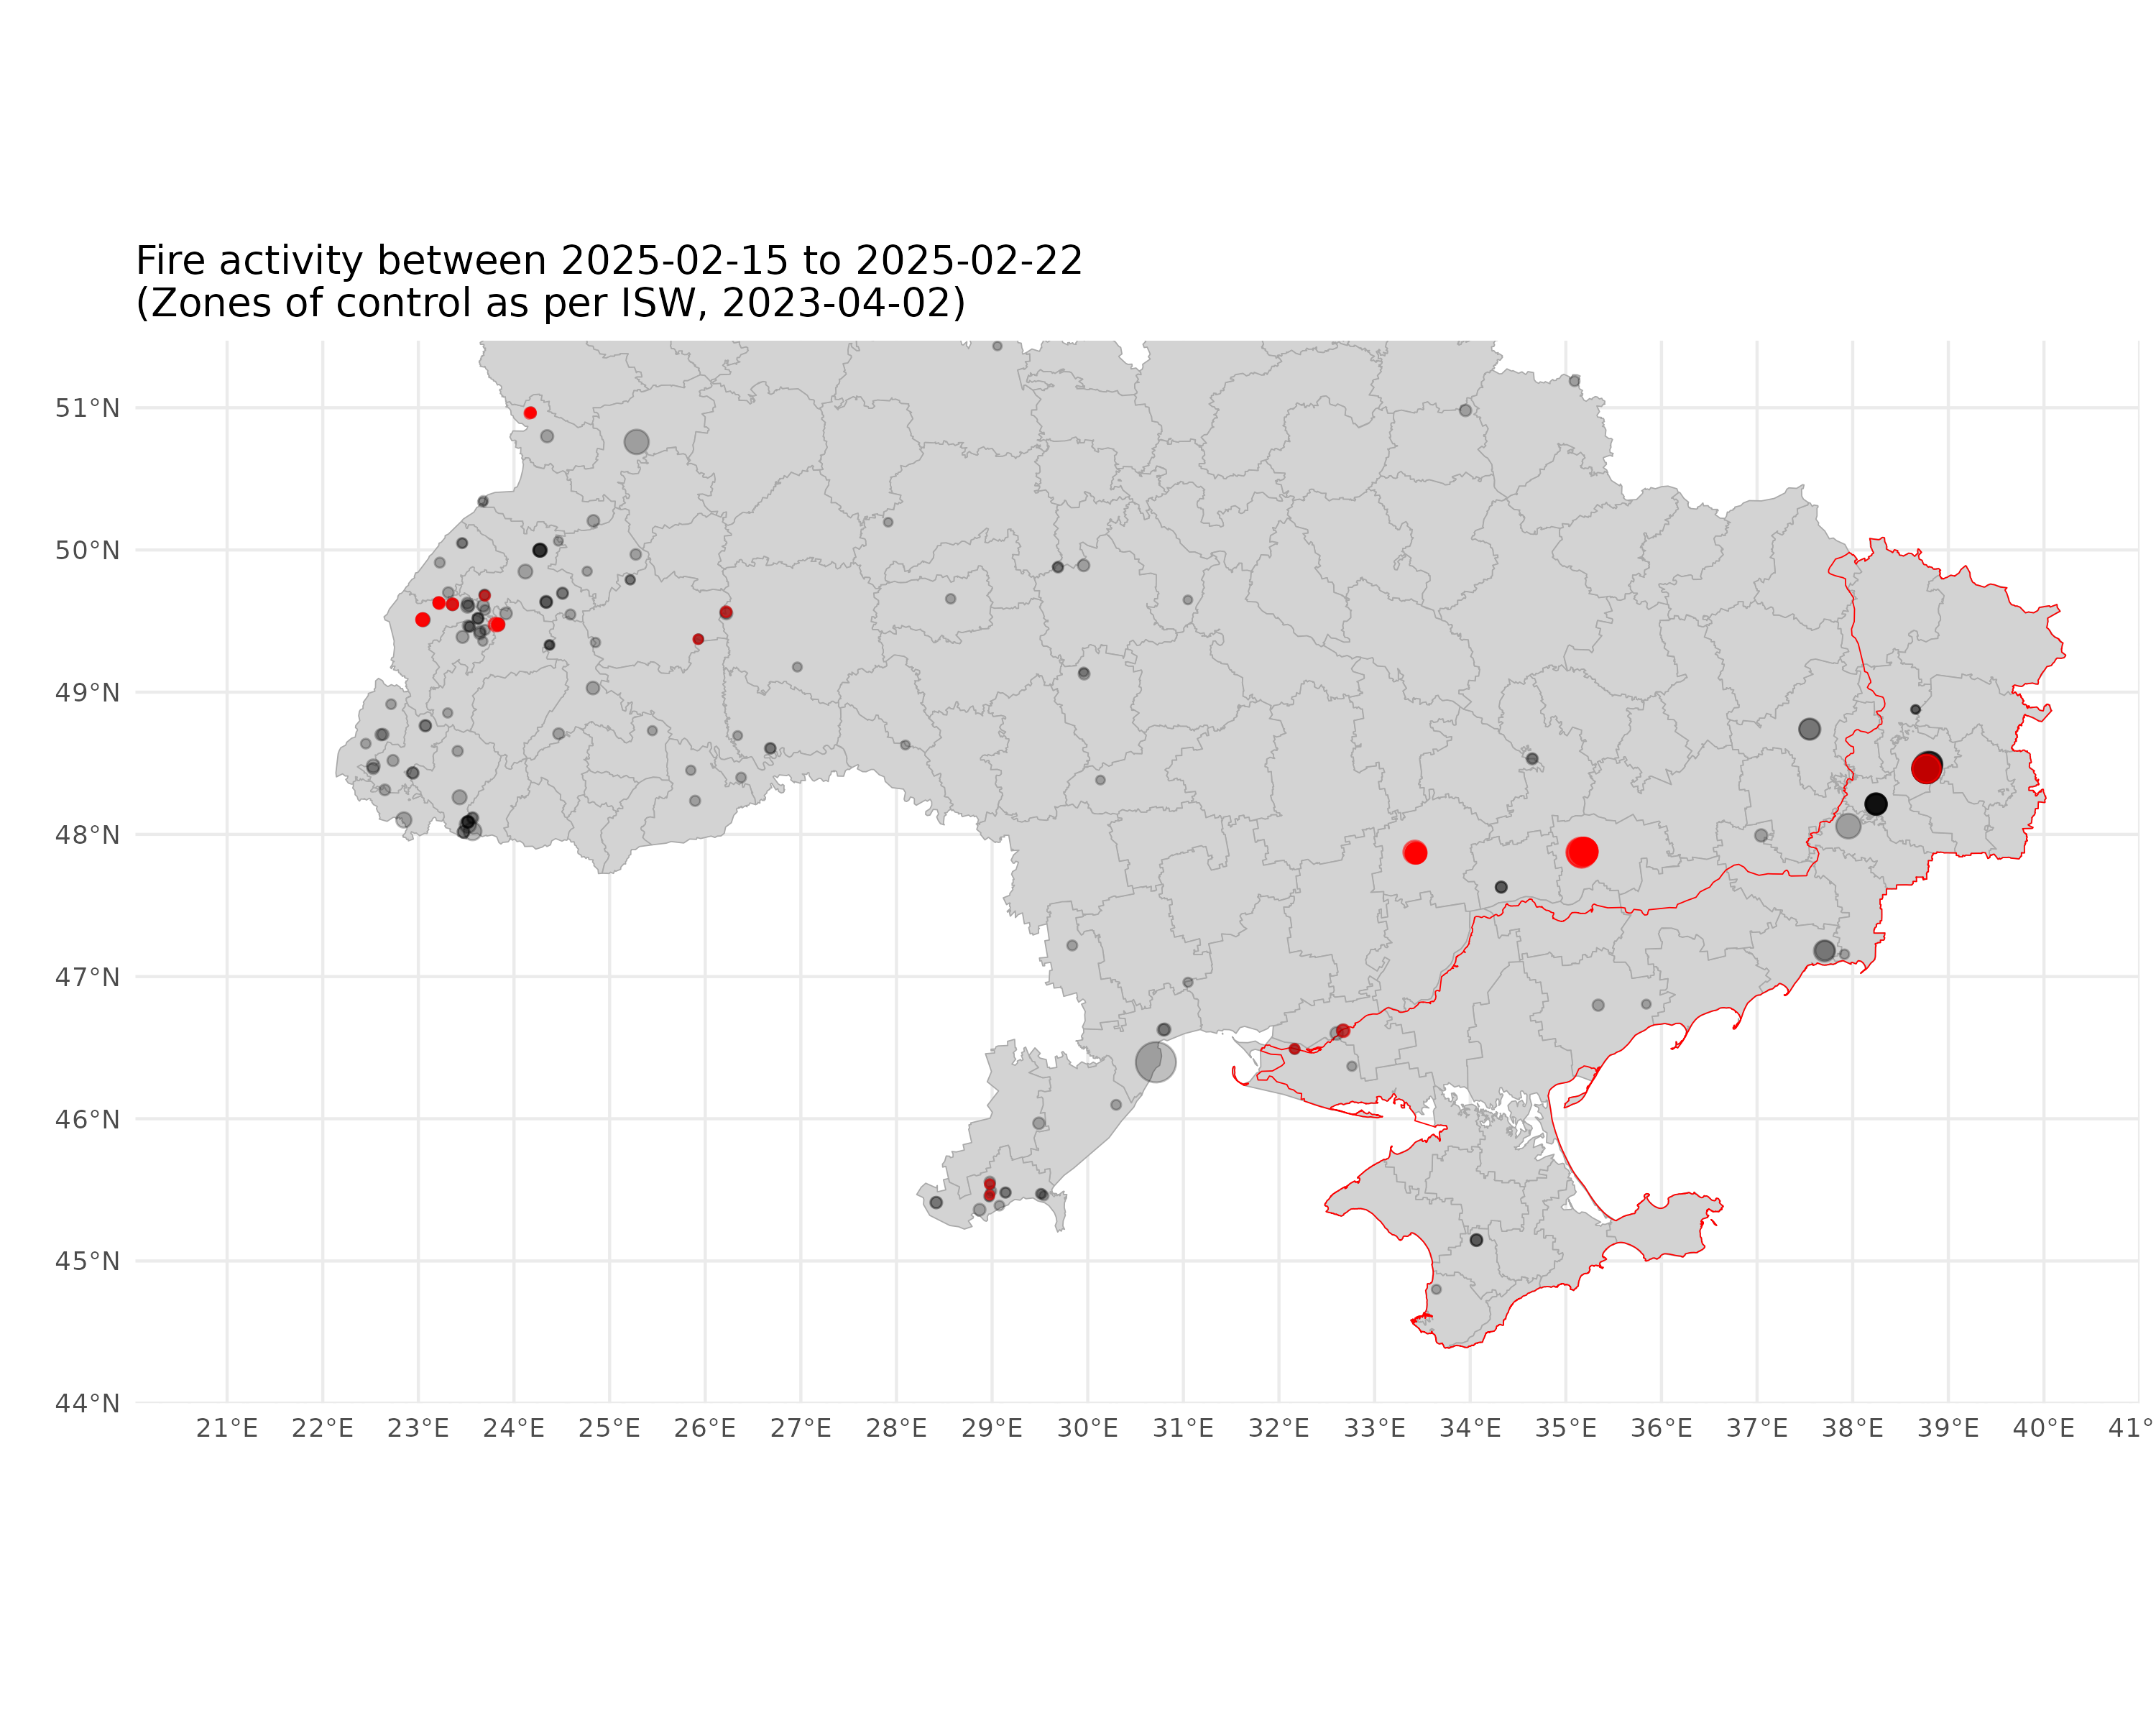 Fire activity between 2025-02-15 to 2025-02-22
(Zones of control as per ISW, 2023-04-02)
51°N
50°N
49°N
48°N
47°N
46°N
45°N
44°N
21°E 22°E 23°E 24°E 25°E 26°E 27°E 28°E 29°E 30°E 31°E 32°E 33°E 34°E 35°E 36°E 37°E 38°E 39°E 40°E 41°